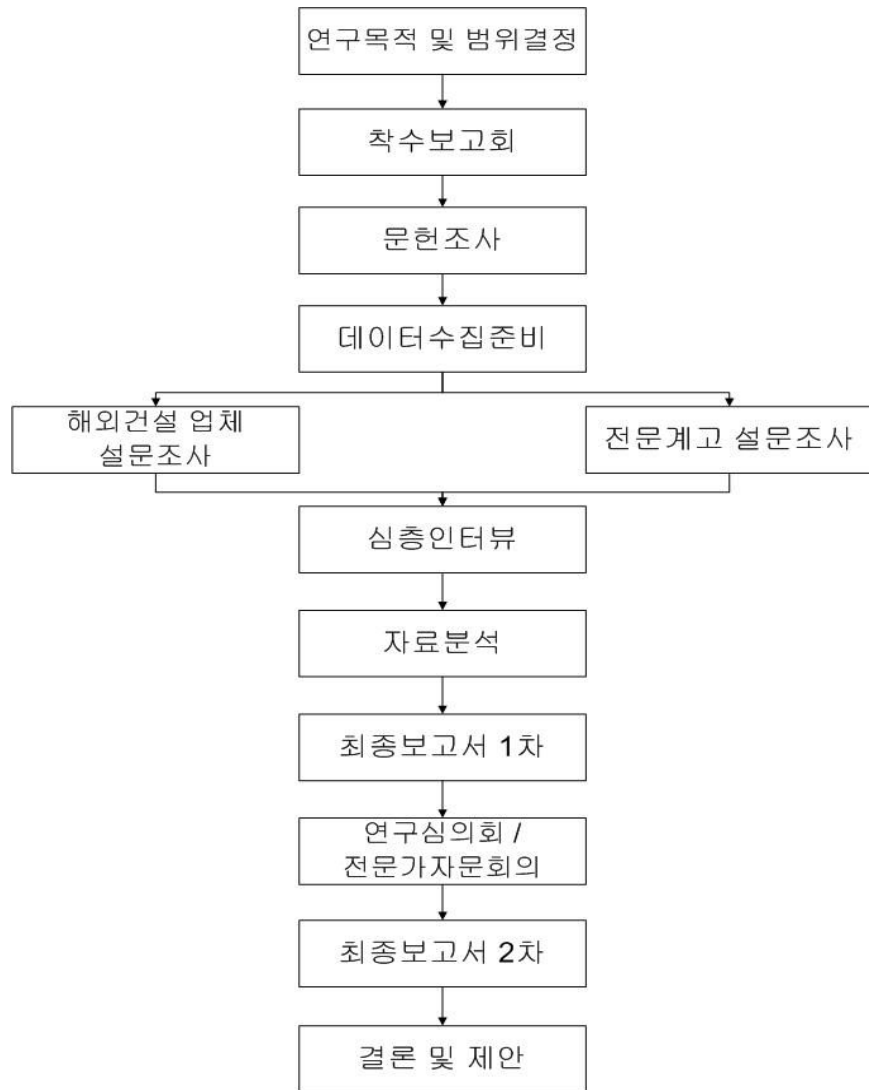 연구목적 및 범위결정
착수보고회
문헌조사
데이터수집준비
해외건설 업체
설문조사
전문계고 설문조사
심층인터뷰
자료분석
최종보고서 1차
연구심의회 /
전문가자문회의
최종보고서 2차
결론 및 제안